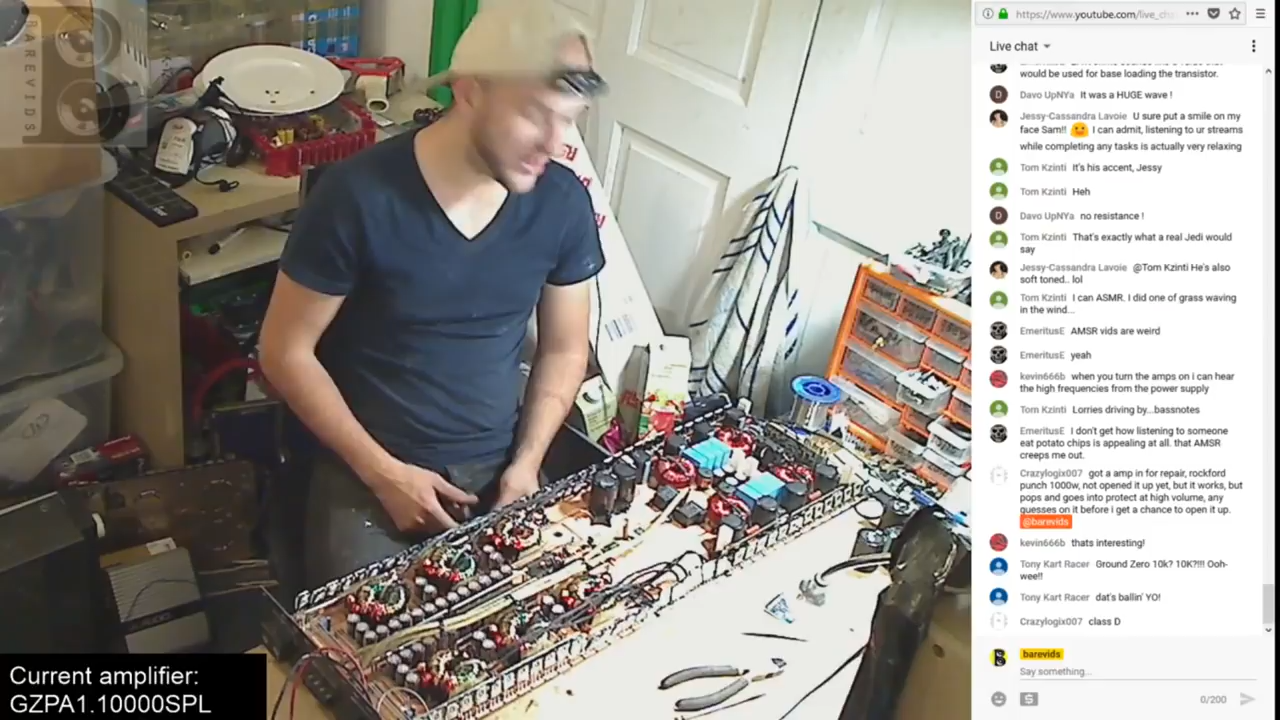 BAREVIDS
https://www.youtube.com/live_ch
Live chat
would be used for base loading the transistor.
D Davo UpNYa It was a HUGE wave !
Jessy-Cassandra Lavoie U sure put a smile on my
face Sam!! I can admit, listening to ur streams
while completing any tasks is actually very relaxing
Tom Kzinti It's his accent, Jessy
Tom Kzinti Heh
D Davo UpNYa no resistance !
Tom Kzinti That's exactly what a real Jedi would
say
Jessy-Cassandra Lavoie @Tom Kzinti He's also
soft toned.. lol
Tom Kzinti I can ASMR. I did one of grass waving
in the wind...
EmeritusE AMSR vids are weird
EmeritusE yeah
kevin666b when you turn the amps on i can hear
the high frequencies from the power supply
Tom Kzinti Lorries driving by...bassnotes
EmeritusE I don't get how listening to someone
eat potato chips is appealing at all. that AMSR
creeps me out.
Crazylogix007 got a amp in for repair, rockford
punch 1000w, not opened it up yet, but it works, but
pops and goes into protect at high volume, any
guesses on it before i get a chance to open it up.
@barevids
kevin666b thats interesting!
Tony Kart Racer Ground Zero 10k? 10K?!!! Ooh-
wee!!
Tony Kart Racer dat's ballin' YO!
Crazylogix007 class D
barevids
Say something...
0/200
Current amplifier:
GZPA1.10000SPL